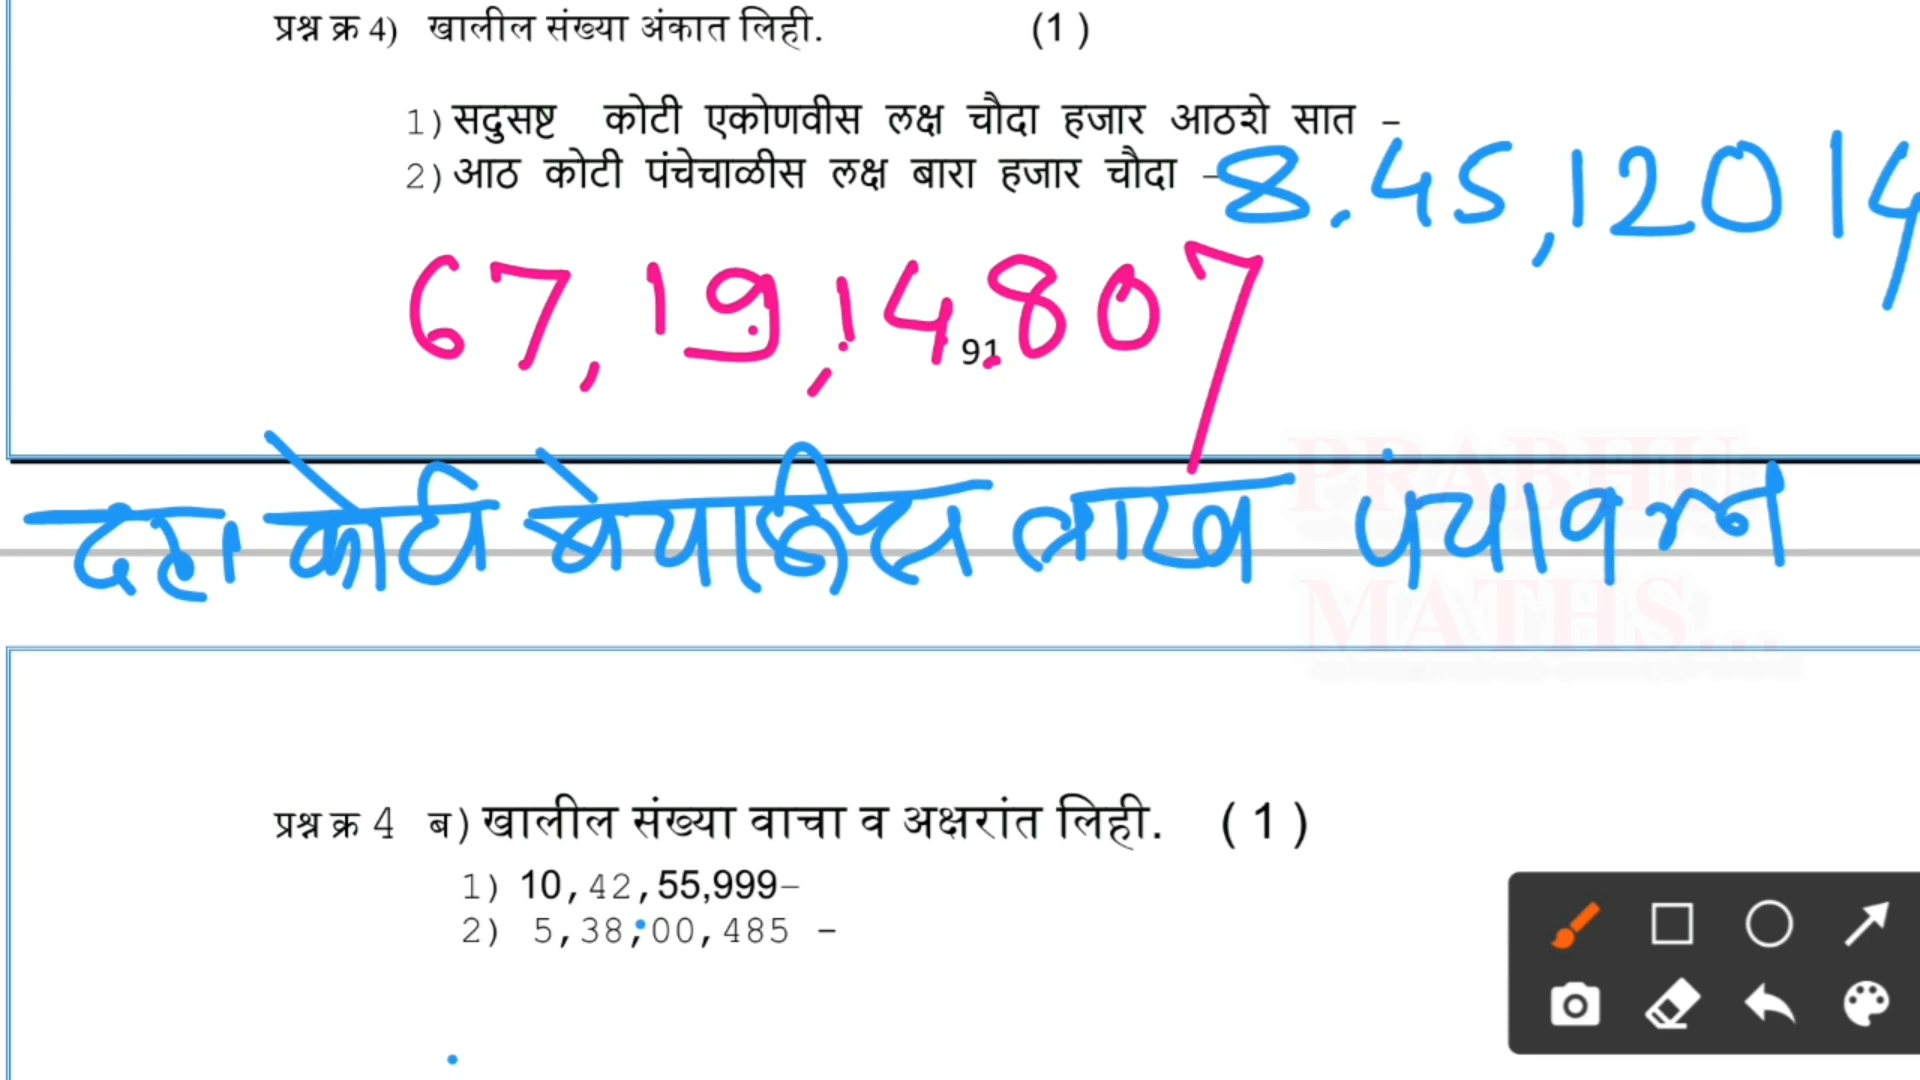 प्रश्न क्र 4) खालील संख्या अंकात लिही. (1)
1) सदुसष्ट कोटी एकोणवीस लक्ष चौदा हजार आठशे सात –
2) आठ कोटी पंचेचाळीस लक्ष बारा हजार चौदा – 8.45,12014
67,19,14.807
91
PRABHU
दहा कोटी बेचाळीस लाख पंचावन्न
MATHS...
प्रश्न क्र 4 ब) खालील संख्या वाचा व अक्षरांत लिही. (1)
1) 10,42,55,999–
2) 5,38,00,485 -